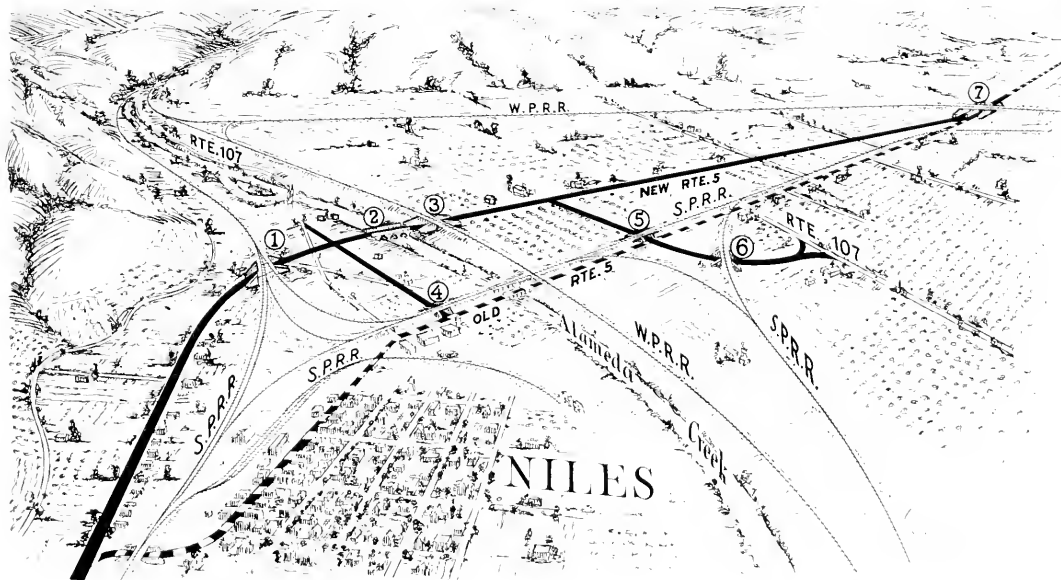 ⑦
W.P.R.R.
RTE.107
NEW RTE.5
S.P.R.R.
②
③
①
⑤
RTE. 107
⑥
④
RTE.5
OLD
Alameda Creek
W.P.R.R.
S.P.R.R.
S.P.R.R.
S.P.R.R.
NILES